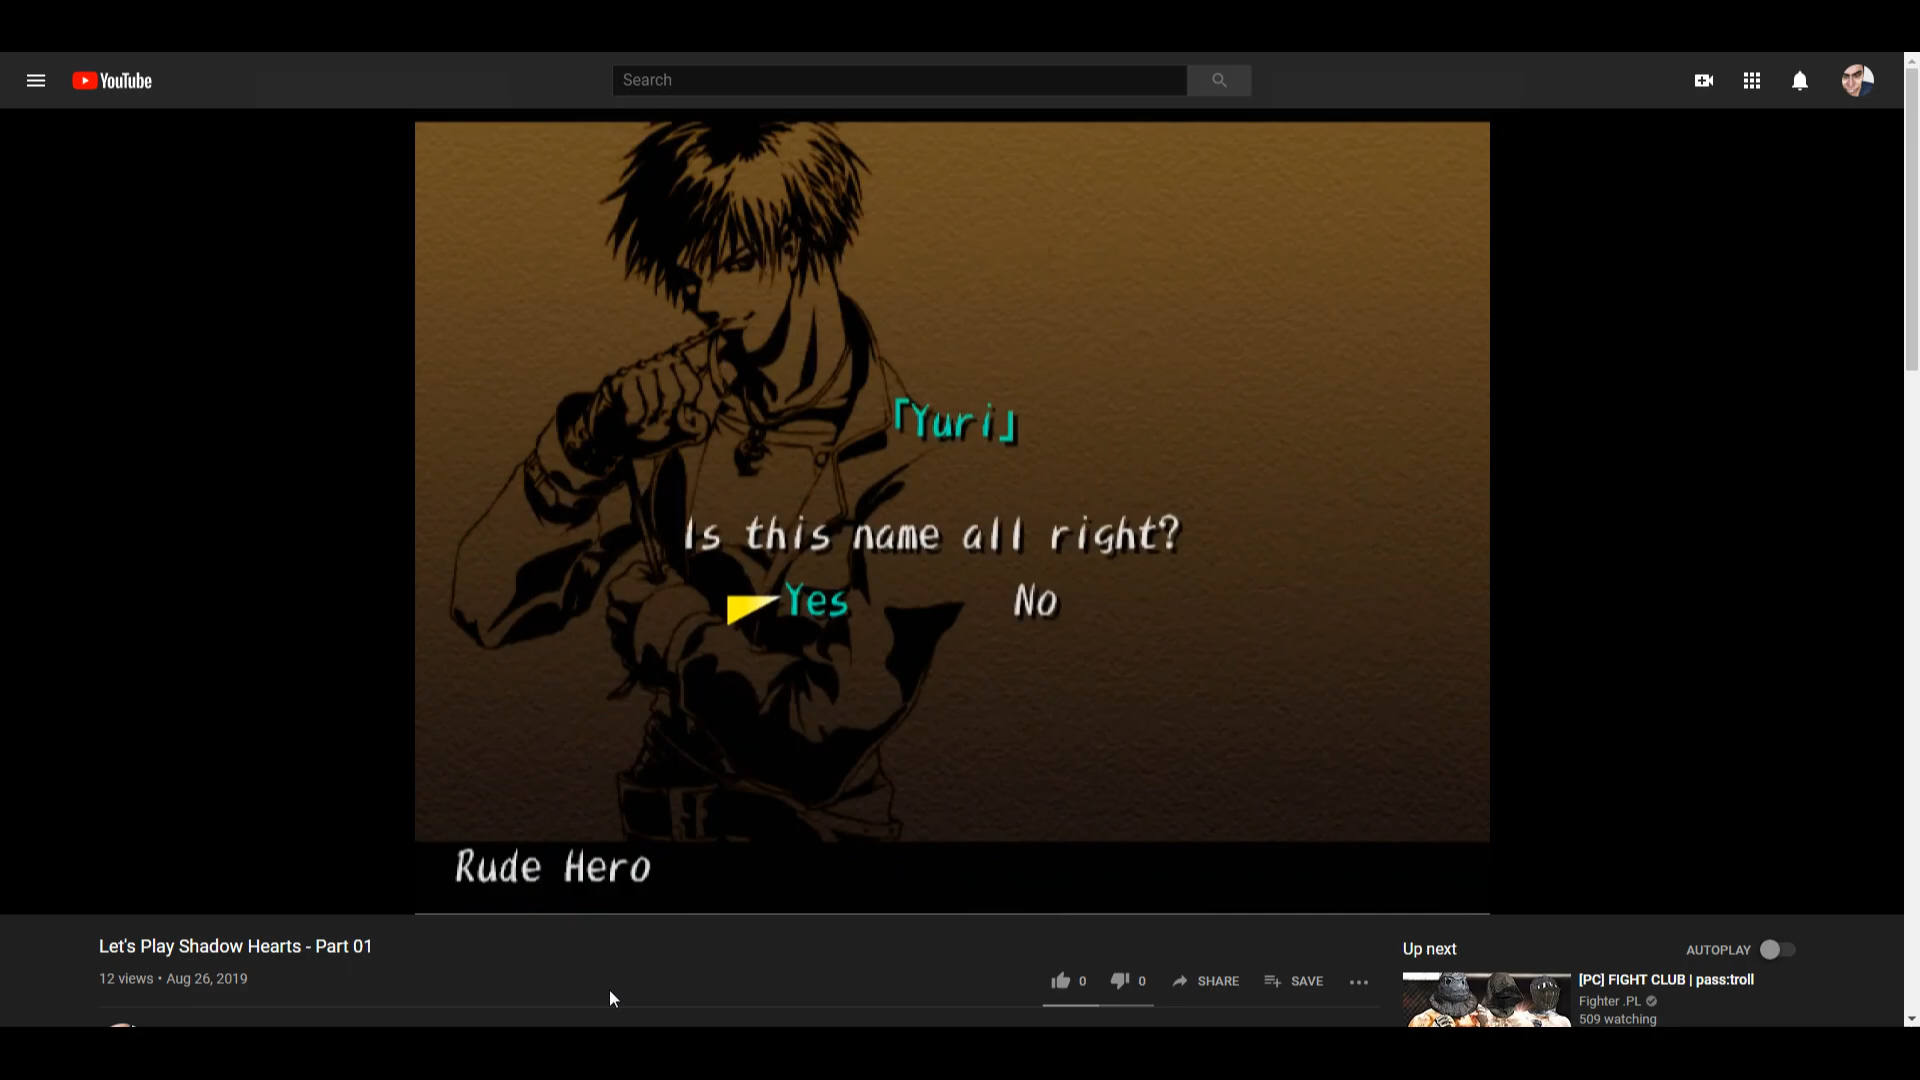 YouTube
Search
「Yuri」
Is this name all right?
Yes No
Rude Hero
Let's Play Shadow Hearts - Part 01
12 views • Aug 26, 2019
0 0 SHARE SAVE
Up next AUTOPLAY
[PC] FIGHT CLUB | pass:troll
Fighter .PL
509 watching